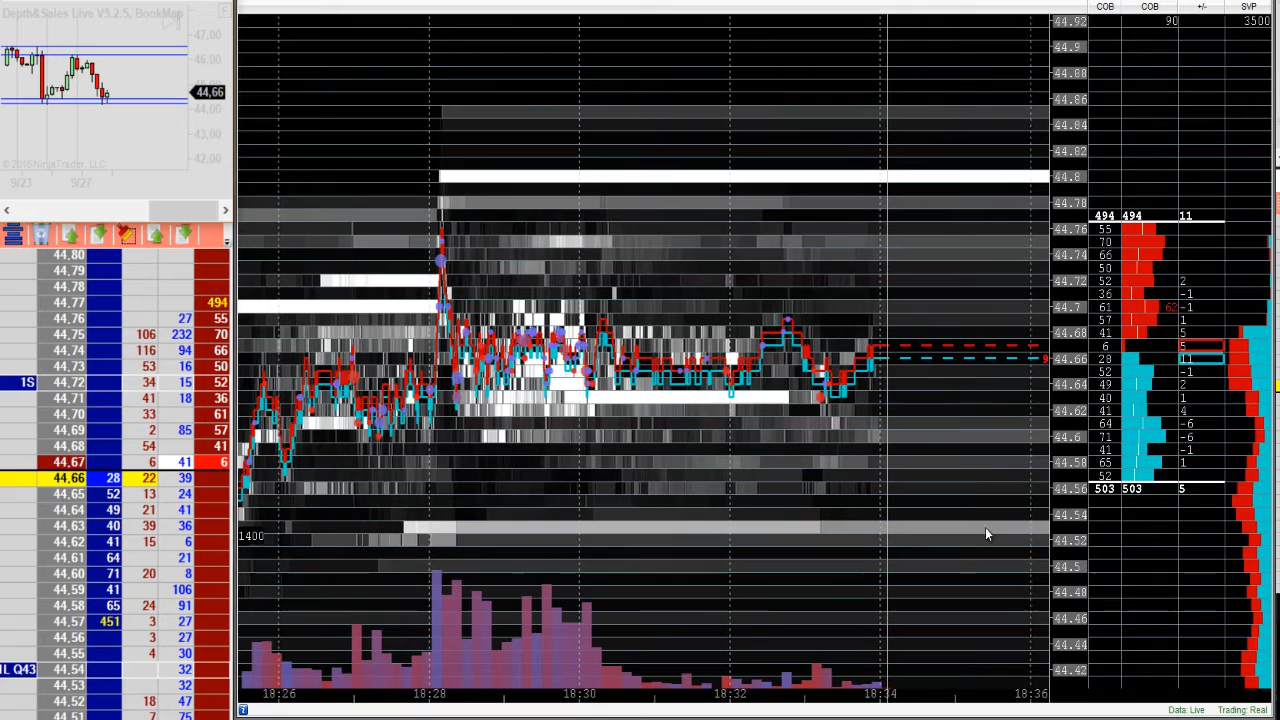 Depth&Sales Live V5.2.5, BookMap
F
47,00
46,00
45,00
44,66
44,00
43,00
42,00
© 2016 NinjaTrader, LLC
9/23 9/27
44,80
44,79
44,78
44,77 494
44,76 27 55
44,75 106 232 70
44,74 116 94 66
44,73 53 16 50
1S 44,72 34 15 52
44,71 41 18 36
44,70 33 61
44,69 2 85 57
44,68 54 41
44,67 6 41 6
44,66 28 22 39
44,65 52 13 24
44,64 49 21 41
44,63 40 39 36
44,62 41 15 6
44,61 64 21
44,60 71 20 8
44,59 41 106
44,58 65 24 91
44,57 451 3 27
44,56 3 27
44,55 4 30
Q43 44,54 32
44,53 32
44,52 18 47
44,51 7 75
1400
18:26 18:28 18:30 18:32 18:34 18:36
44.92
44.9
44.88
44.86
44.84
44.82
44.8
44.78
44.76
44.74
44.72
44.7
44.68
44.66
44.64
44.62
44.6
44.58
44.56
44.54
44.52
44.5
44.48
44.46
44.44
44.42
9
COB COB +/- SVP
90 3500
494 494 11
55
70
66
50
52 2
36 -1
61 62 -1
57 1
41 5
6 5
28 11
52 -1
49 2
40 1
41 4
64 -6
71 -6
41 -1
65 1
52
503 503 5
Data: Live Trading: Real